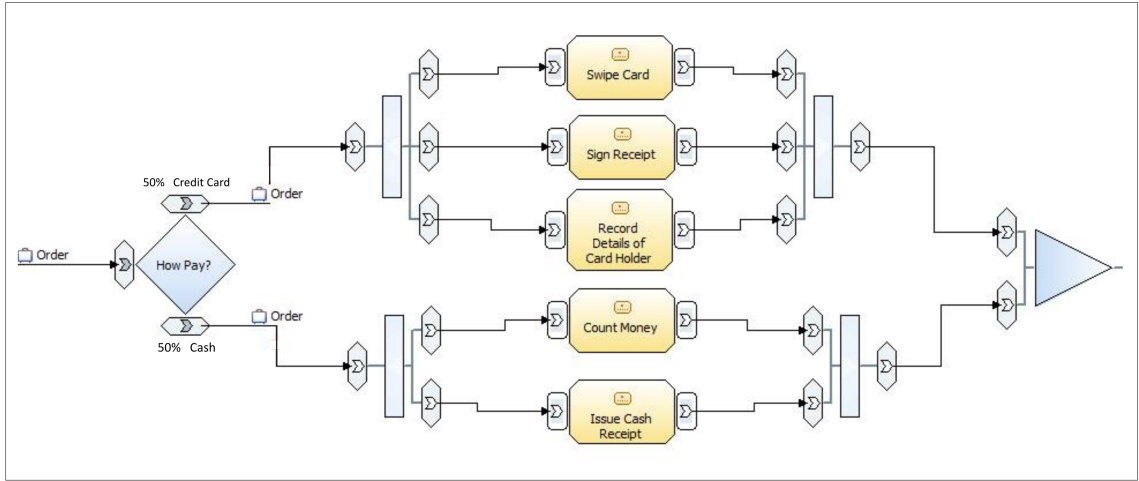 Swipe Card
Sign Receipt
50% Credit Card
Order
Record
Details of
Card Holder
Order
How Pay?
Order
Count Money
50% Cash
Issue Cash
Receipt